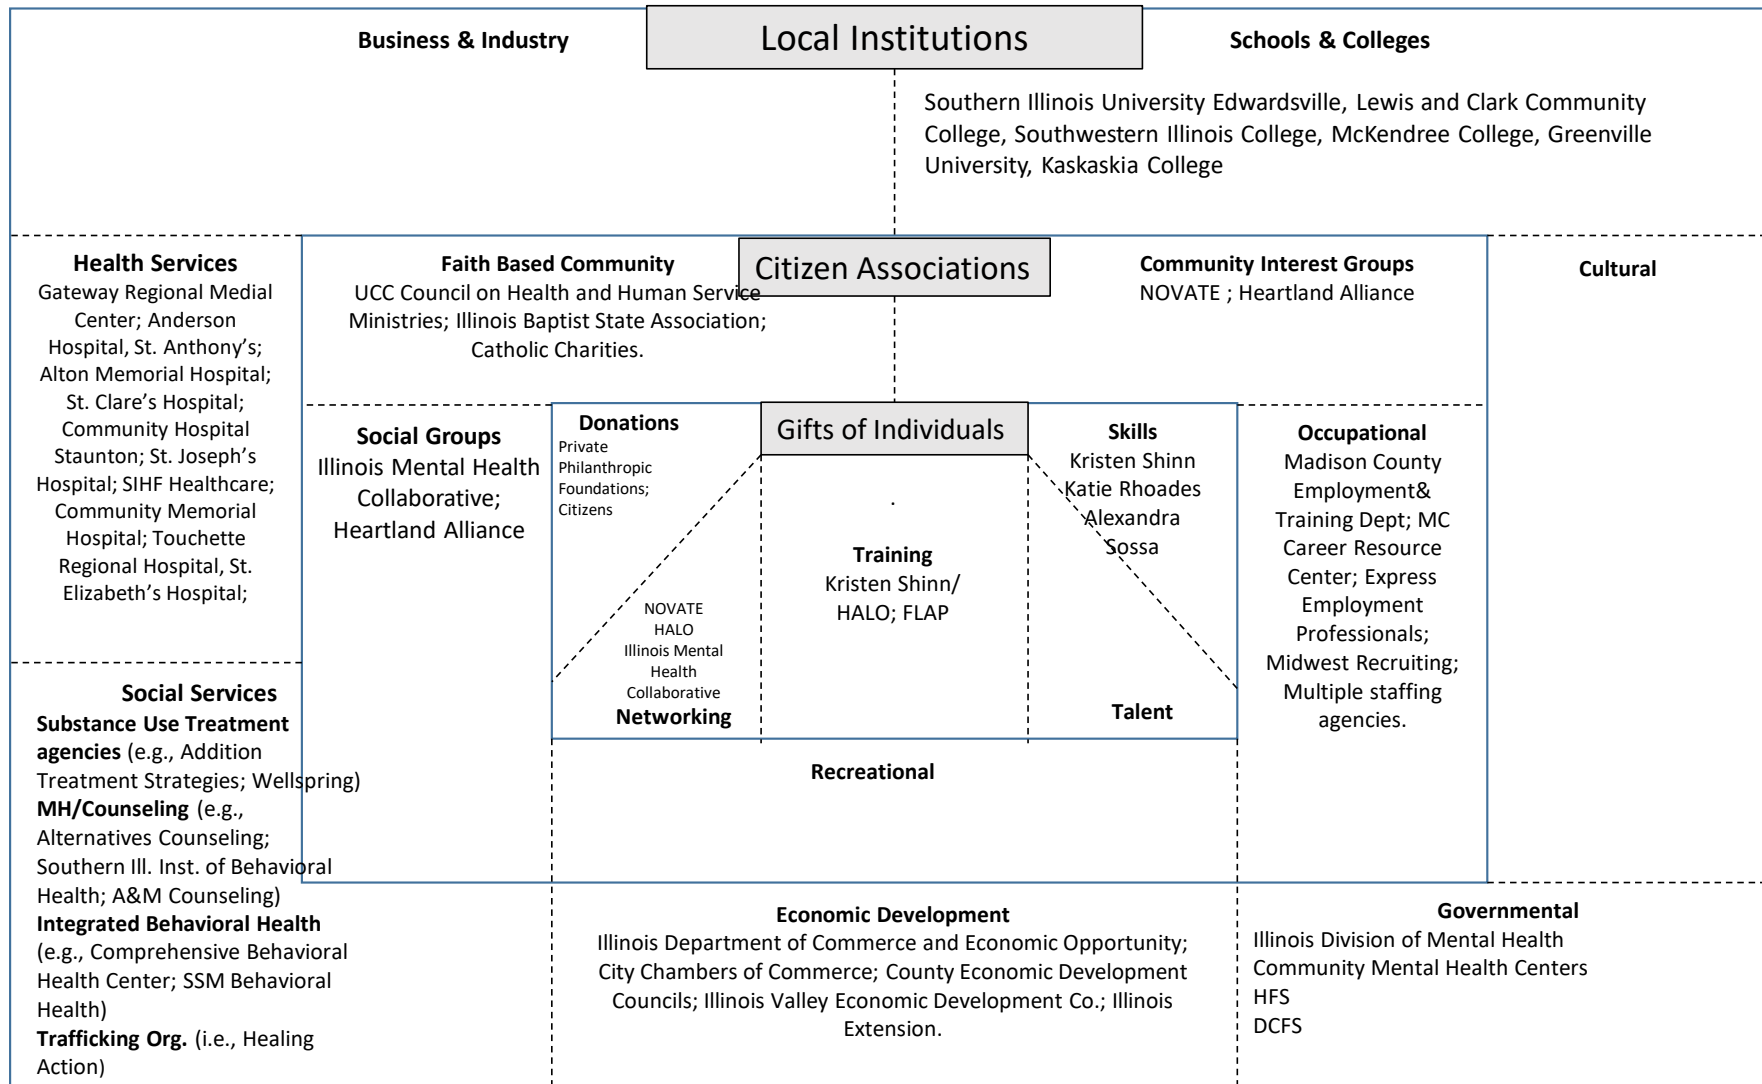 Business & Industry
Local Institutions
Schools & Colleges
Southern Illinois University Edwardsville, Lewis and Clark Community
College, Southwestern Illinois College, McKendree College, Greenville
University, Kaskaskia College
Health Services
Gateway Regional Medial
Center; Anderson
Hospital, St. Anthony’s;
Alton Memorial Hospital;
St. Clare’s Hospital;
Community Hospital
Staunton; St. Joseph’s
Hospital; SIHF Healthcare;
Community Memorial
Hospital; Touchette
Regional Hospital, St.
Elizabeth’s Hospital;
Faith Based Community
UCC Council on Health and Human Service
Ministries; Illinois Baptist State Association;
Catholic Charities.
Citizen Associations
Community Interest Groups
NOVATE ; Heartland Alliance
Cultural
Social Groups
Illinois Mental Health
Collaborative;
Heartland Alliance
Donations
Private
Philanthropic
Foundations;
Citizens
Gifts of Individuals
.
Training
Kristen Shinn/
HALO; FLAP
Skills
Kristen Shinn
Katie Rhoades
Alexandra
Sossa
Occupational
Madison County
Employment&
Training Dept; MC
Career Resource
Center; Express
Employment
Professionals;
Midwest Recruiting;
Multiple staffing
agencies.
NOVATE
HALO
Illinois Mental
Health
Collaborative
Networking
Talent
Recreational
Social Services
Substance Use Treatment
agencies (e.g., Addition
Treatment Strategies; Wellspring)
MH/Counseling (e.g.,
Alternatives Counseling;
Southern Ill. Inst. of Behavioral
Health; A&M Counseling)
Integrated Behavioral Health
(e.g., Comprehensive Behavioral
Health Center; SSM Behavioral
Health)
Trafficking Org. (i.e., Healing
Action)
Economic Development
Illinois Department of Commerce and Economic Opportunity;
City Chambers of Commerce; County Economic Development
Councils; Illinois Valley Economic Development Co.; Illinois
Extension.
Governmental
Illinois Division of Mental Health
Community Mental Health Centers
HFS
DCFS